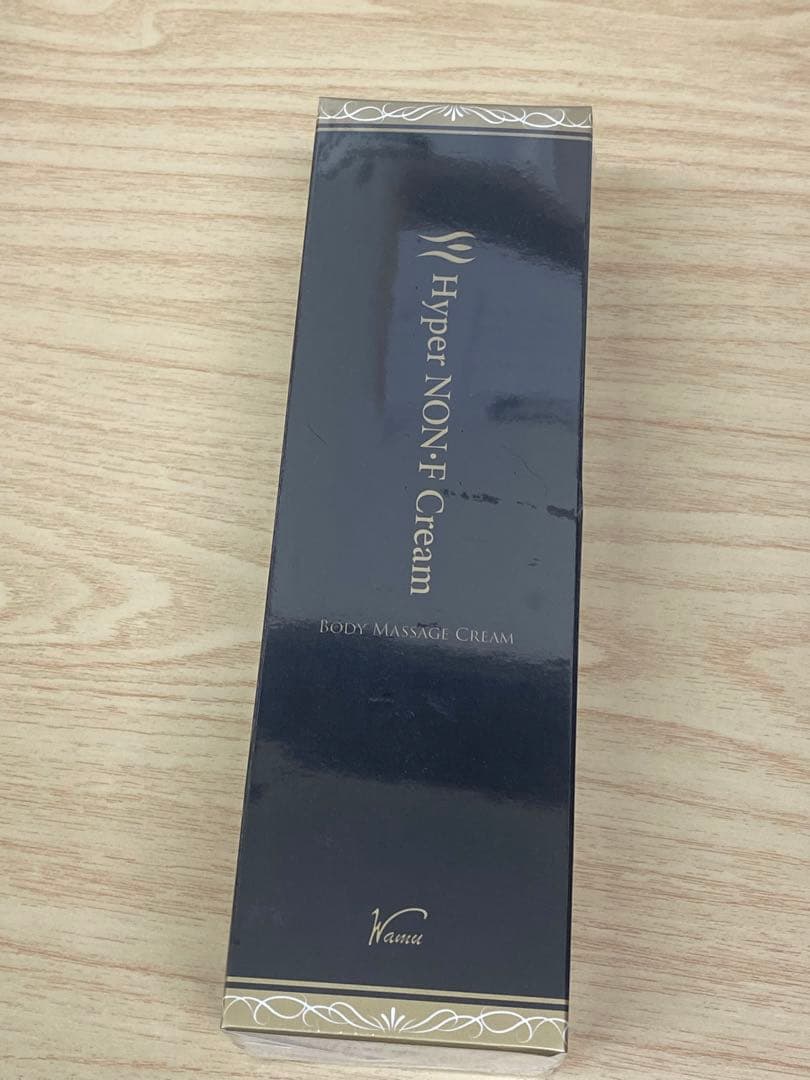 Hyper NON·F Cream
BODY MASSAGE CREAM
Wamu